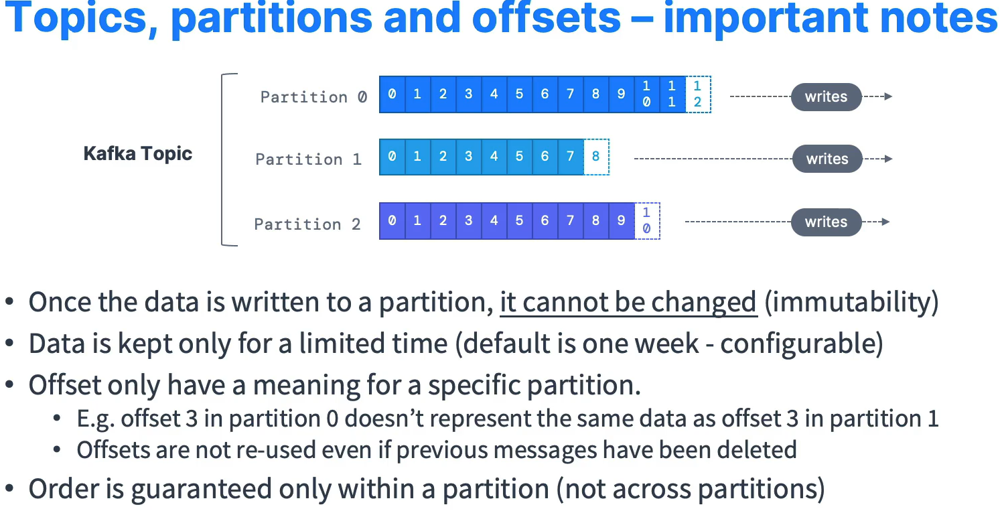 Topics, partitions and offsets – important notes
Kafka Topic
Partition 0
0 1 2 3 4 5 6 7 8 9 10 11 12
writes
Partition 1
0 1 2 3 4 5 6 7 8
writes
Partition 2
0 1 2 3 4 5 6 7 8 9 10
writes
• Once the data is written to a partition, it cannot be changed (immutability)
• Data is kept only for a limited time (default is one week - configurable)
• Offset only have a meaning for a specific partition.
• E.g. offset 3 in partition 0 doesn’t represent the same data as offset 3 in partition 1
• Offsets are not re-used even if previous messages have been deleted
• Order is guaranteed only within a partition (not across partitions)